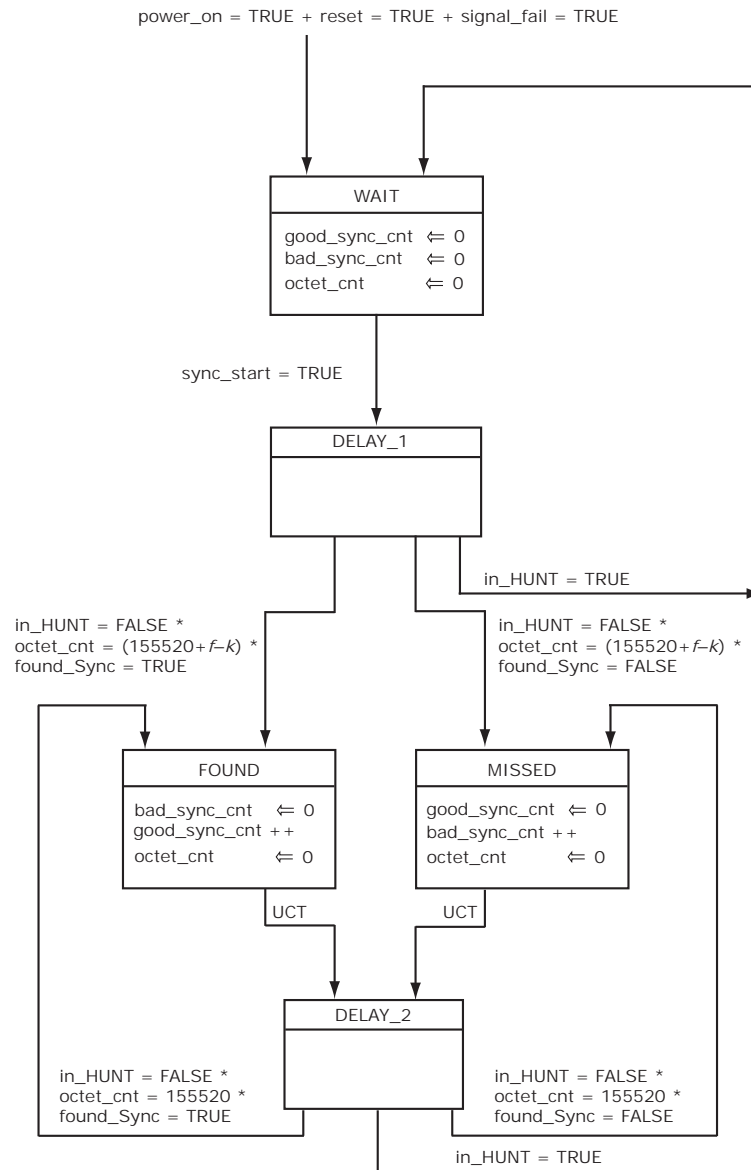 power_on = TRUE + reset = TRUE + signal_fail = TRUE
WAIT
good_sync_cnt ⇐ 0
bad_sync_cnt ⇐ 0
octet_cnt ⇐ 0
sync_start = TRUE
DELAY_1
in_HUNT = TRUE
in_HUNT = FALSE *
octet_cnt = (155520+f–k) *
found_Sync = TRUE
in_HUNT = FALSE *
octet_cnt = (155520+f–k) *
found_Sync = FALSE
FOUND
bad_sync_cnt ⇐ 0
good_sync_cnt ++
octet_cnt ⇐ 0
MISSED
good_sync_cnt ⇐ 0
bad_sync_cnt ++
octet_cnt ⇐ 0
UCT
UCT
DELAY_2
in_HUNT = FALSE *
octet_cnt = 155520 *
found_Sync = TRUE
in_HUNT = FALSE *
octet_cnt = 155520 *
found_Sync = FALSE
in_HUNT = TRUE